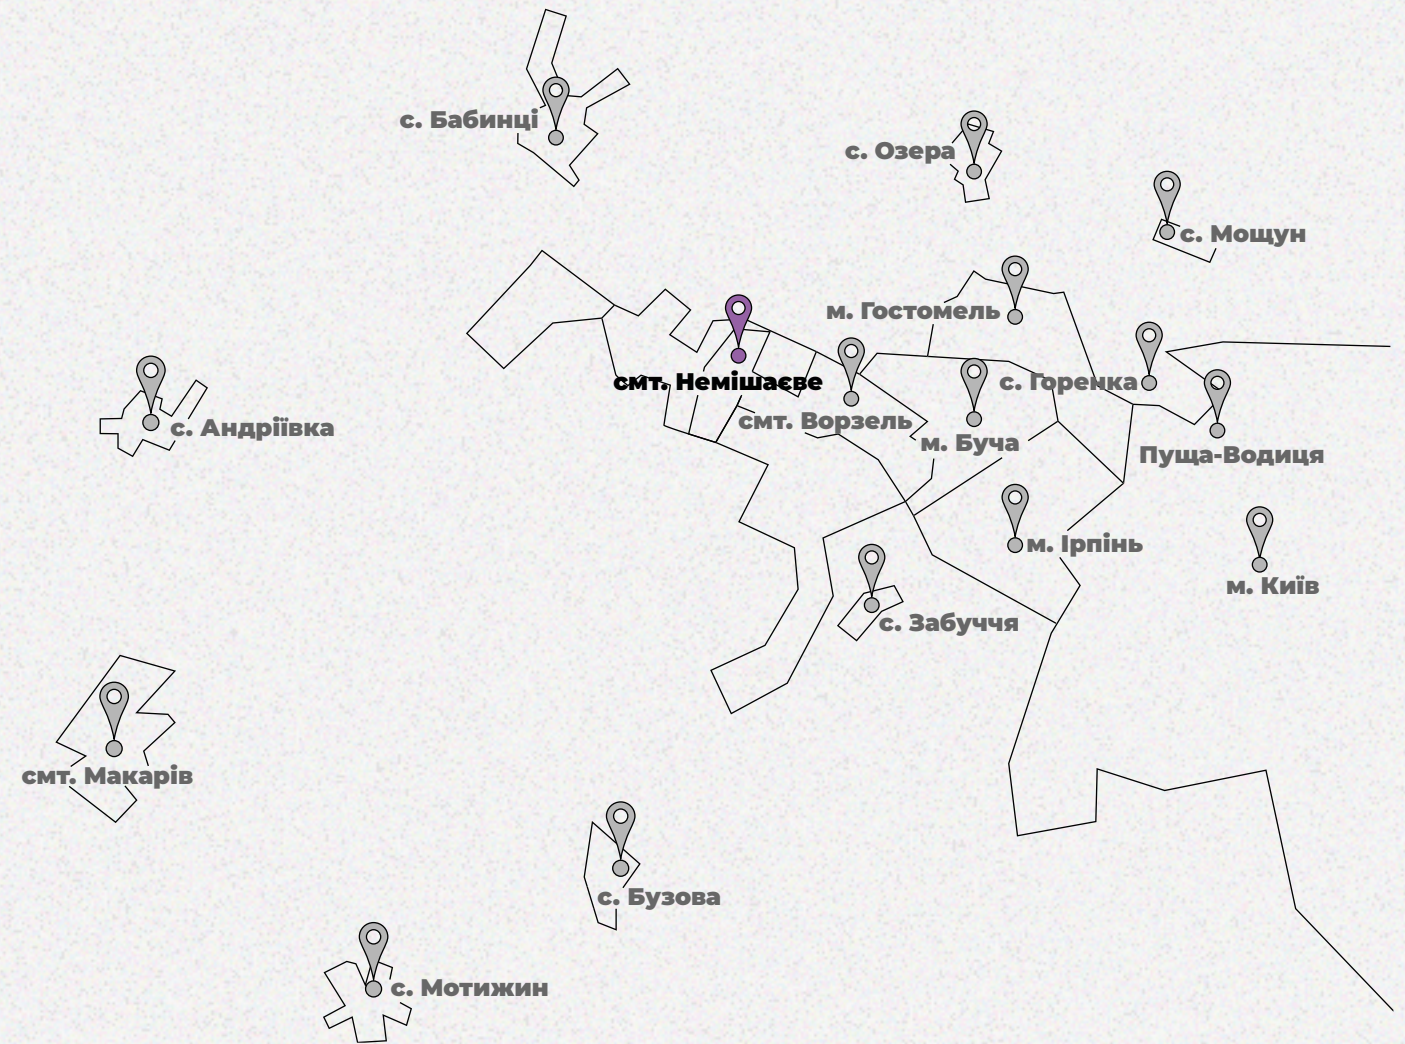 с. Бабинці
с. Озера
с. Мощун
м. Гостомель
смт. Немішаєве
с. Горенка
смт. Ворзель
с. Андріївка
м. Буча
Пуща-Водиця
м. Ірпінь
м. Київ
с. Забуччя
смт. Макарів
с. Бузова
с. Мотижин